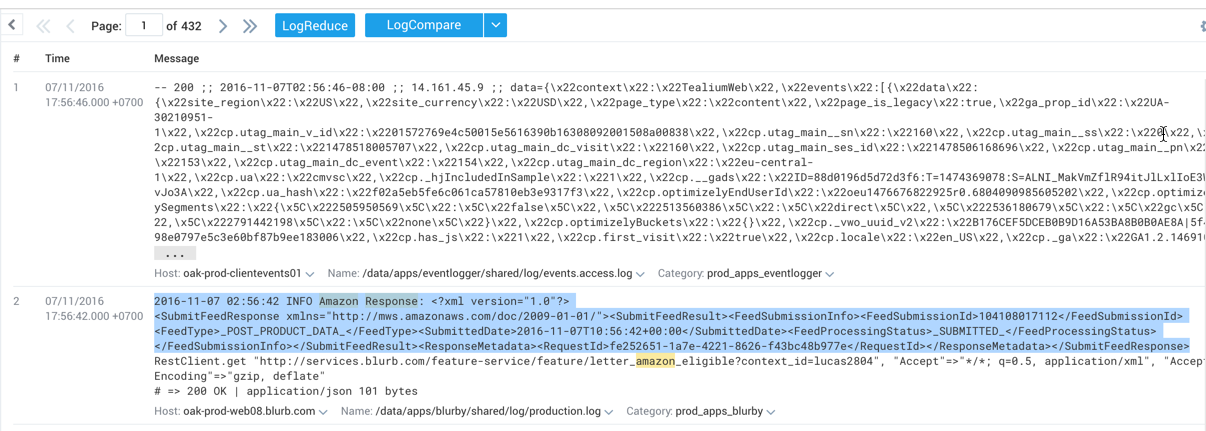 Page: 1 of 432 LogReduce LogCompare
# Time Message
1 07/11/2016 17:56:46.000 +0700
-- 200 ;; 2016-11-07T02:56:46-08:00 ;; 14.161.45.9 ;; data={\x22context\x22:\x22TealiumWeb\x22,\x22events\x22:[{\x22data\x22:
{\x22site_region\x22:\x22US\x22,\x22site_currency\x22:\x22USD\x22,\x22page_type\x22:\x22content\x22,\x22page_is_legacy\x22:true,\x22ga_prop_id\x22:\x22UA-
30210951-
1\x22,\x22cp.utag_main_v_id\x22:\x2201572769e4c50015e5616390b16308092001508a00838\x22,\x22cp.utag_main__sn\x22:\x22160\x22,\x22cp.utag_main__ss\x22:\x220\x22,\
2cp.utag_main__st\x22:\x221478518005707\x22,\x22cp.utag_main_dc_visit\x22:\x22160\x22,\x22cp.utag_main_ses_id\x22:\x221478506168696\x22,\x22cp.utag_main__pn\x2
\x22153\x22,\x22cp.utag_main_dc_event\x22:\x22154\x22,\x22cp.utag_main_dc_region\x22:\x22eu-central-
1\x22,\x22cp.ua\x22:\x22cmvsc\x22,\x22cp._hjIncludedInSample\x22:\x221\x22,\x22cp.__gads\x22:\x22ID=88d0196d5d72d3f6:T=1474369078:S=ALNI_MakVmZflR94itJlLxlIoE3
vJo3A\x22,\x22cp.ua_hash\x22:\x22f02a5eb5fe6c061ca57810eb3e9317f3\x22,\x22cp.optimizelyEndUserId\x22:\x22oeu1476676822925r0.6804090985605202\x22,\x22cp.optimiz
ySegments\x22:\x22{\x5C\x222505950569\x5C\x22:\x5C\x22false\x5C\x22,\x5C\x222513560386\x5C\x22:\x5C\x22direct\x5C\x22,\x5C\x222536180679\x5C\x22:\x5C\x22gc\x5C
22,\x5C\x222791442198\x5C\x22:\x5C\x22none\x5C\x22}\x22,\x22cp.optimizelyBuckets\x22:\x22{}\x22,\x22cp._vwo_uuid_v2\x22:\x22B176CEF5DCEB0B9D16A53BA8B0B0AE8A|5f
98e0797e5c3e60bf87b9ee183006\x22,\x22cp.has_js\x22:\x221\x22,\x22cp.first_visit\x22:\x22true\x22,\x22cp.locale\x22:\x22en_US\x22,\x22cp._ga\x22:\x22GA1.2.14691
...
Host: oak-prod-clientevents01 Name: /data/apps/eventlogger/shared/log/events.access.log Category: prod_apps_eventlogger
2 07/11/2016 17:56:42.000 +0700
2016-11-07 02:56:42 INFO Amazon Response: <?xml version="1.0"?>
<SubmitFeedResponse xmlns="http://mws.amazonaws.com/doc/2009-01-01/"><SubmitFeedResult><FeedSubmissionInfo><FeedSubmissionId>104108017112</FeedSubmissionId>
<FeedType>_POST_PRODUCT_DATA_</FeedType><SubmittedDate>2016-11-07T10:56:42+00:00</SubmittedDate><FeedProcessingStatus>_SUBMITTED_</FeedProcessingStatus>
</FeedSubmissionInfo></SubmitFeedResult><ResponseMetadata><RequestId>fe252651-1a7e-4221-8626-f43bc48b977e</RequestId></ResponseMetadata></SubmitFeedResponse>
RestClient.get "http://services.blurb.com/feature-service/feature/letter_amazon_eligible?context_id=lucas2804", "Accept"=>"*/*; q=0.5, application/xml", "Accept
Encoding"=>"gzip, deflate"
# => 200 OK | application/json 101 bytes
Host: oak-prod-web08.blurb.com Name: /data/apps/blurby/shared/log/production.log Category: prod_apps_blurby